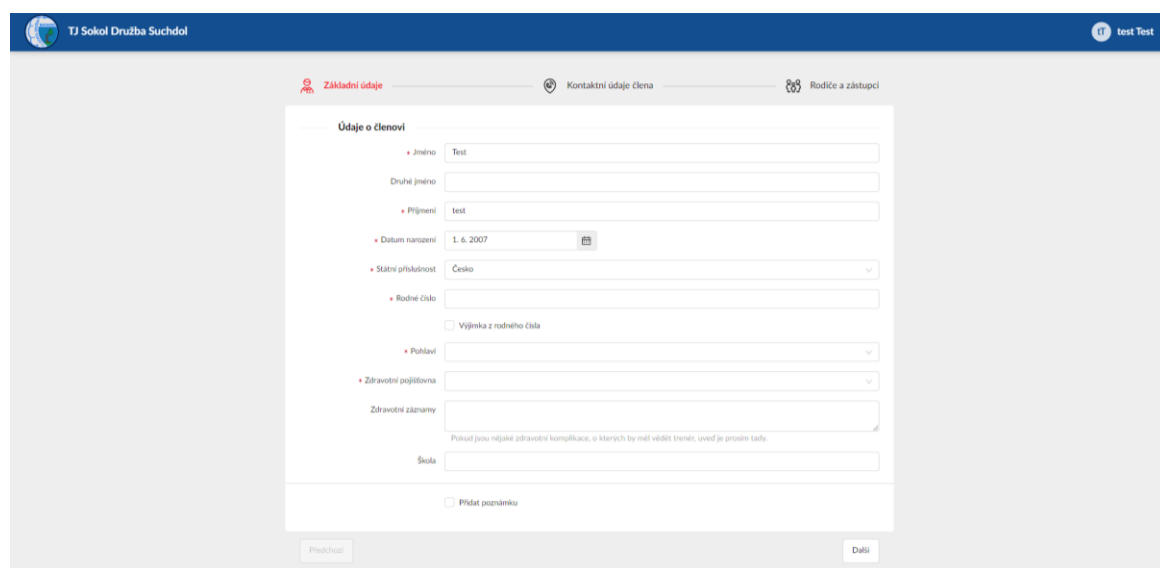 TJ Sokol Družba Suchdol
tT test Test
Základní údaje Kontaktní údaje člena Rodiče a zástupci
Údaje o členovi
* Jméno Test
Druhé jméno
* Příjmení test
* Datum narození 1. 6. 2007
* Státní příslušnost Česko
* Rodné číslo
Výjimka z rodného čísla
* Pohlaví
* Zdravotní pojišťovna
Zdravotní záznamy
Pokud jsou nějaké zdravotní komplikace, o kterých by měl vědět trenér, uveď je prosím tady.
Škola
Přidat poznámku
Předchozí Další